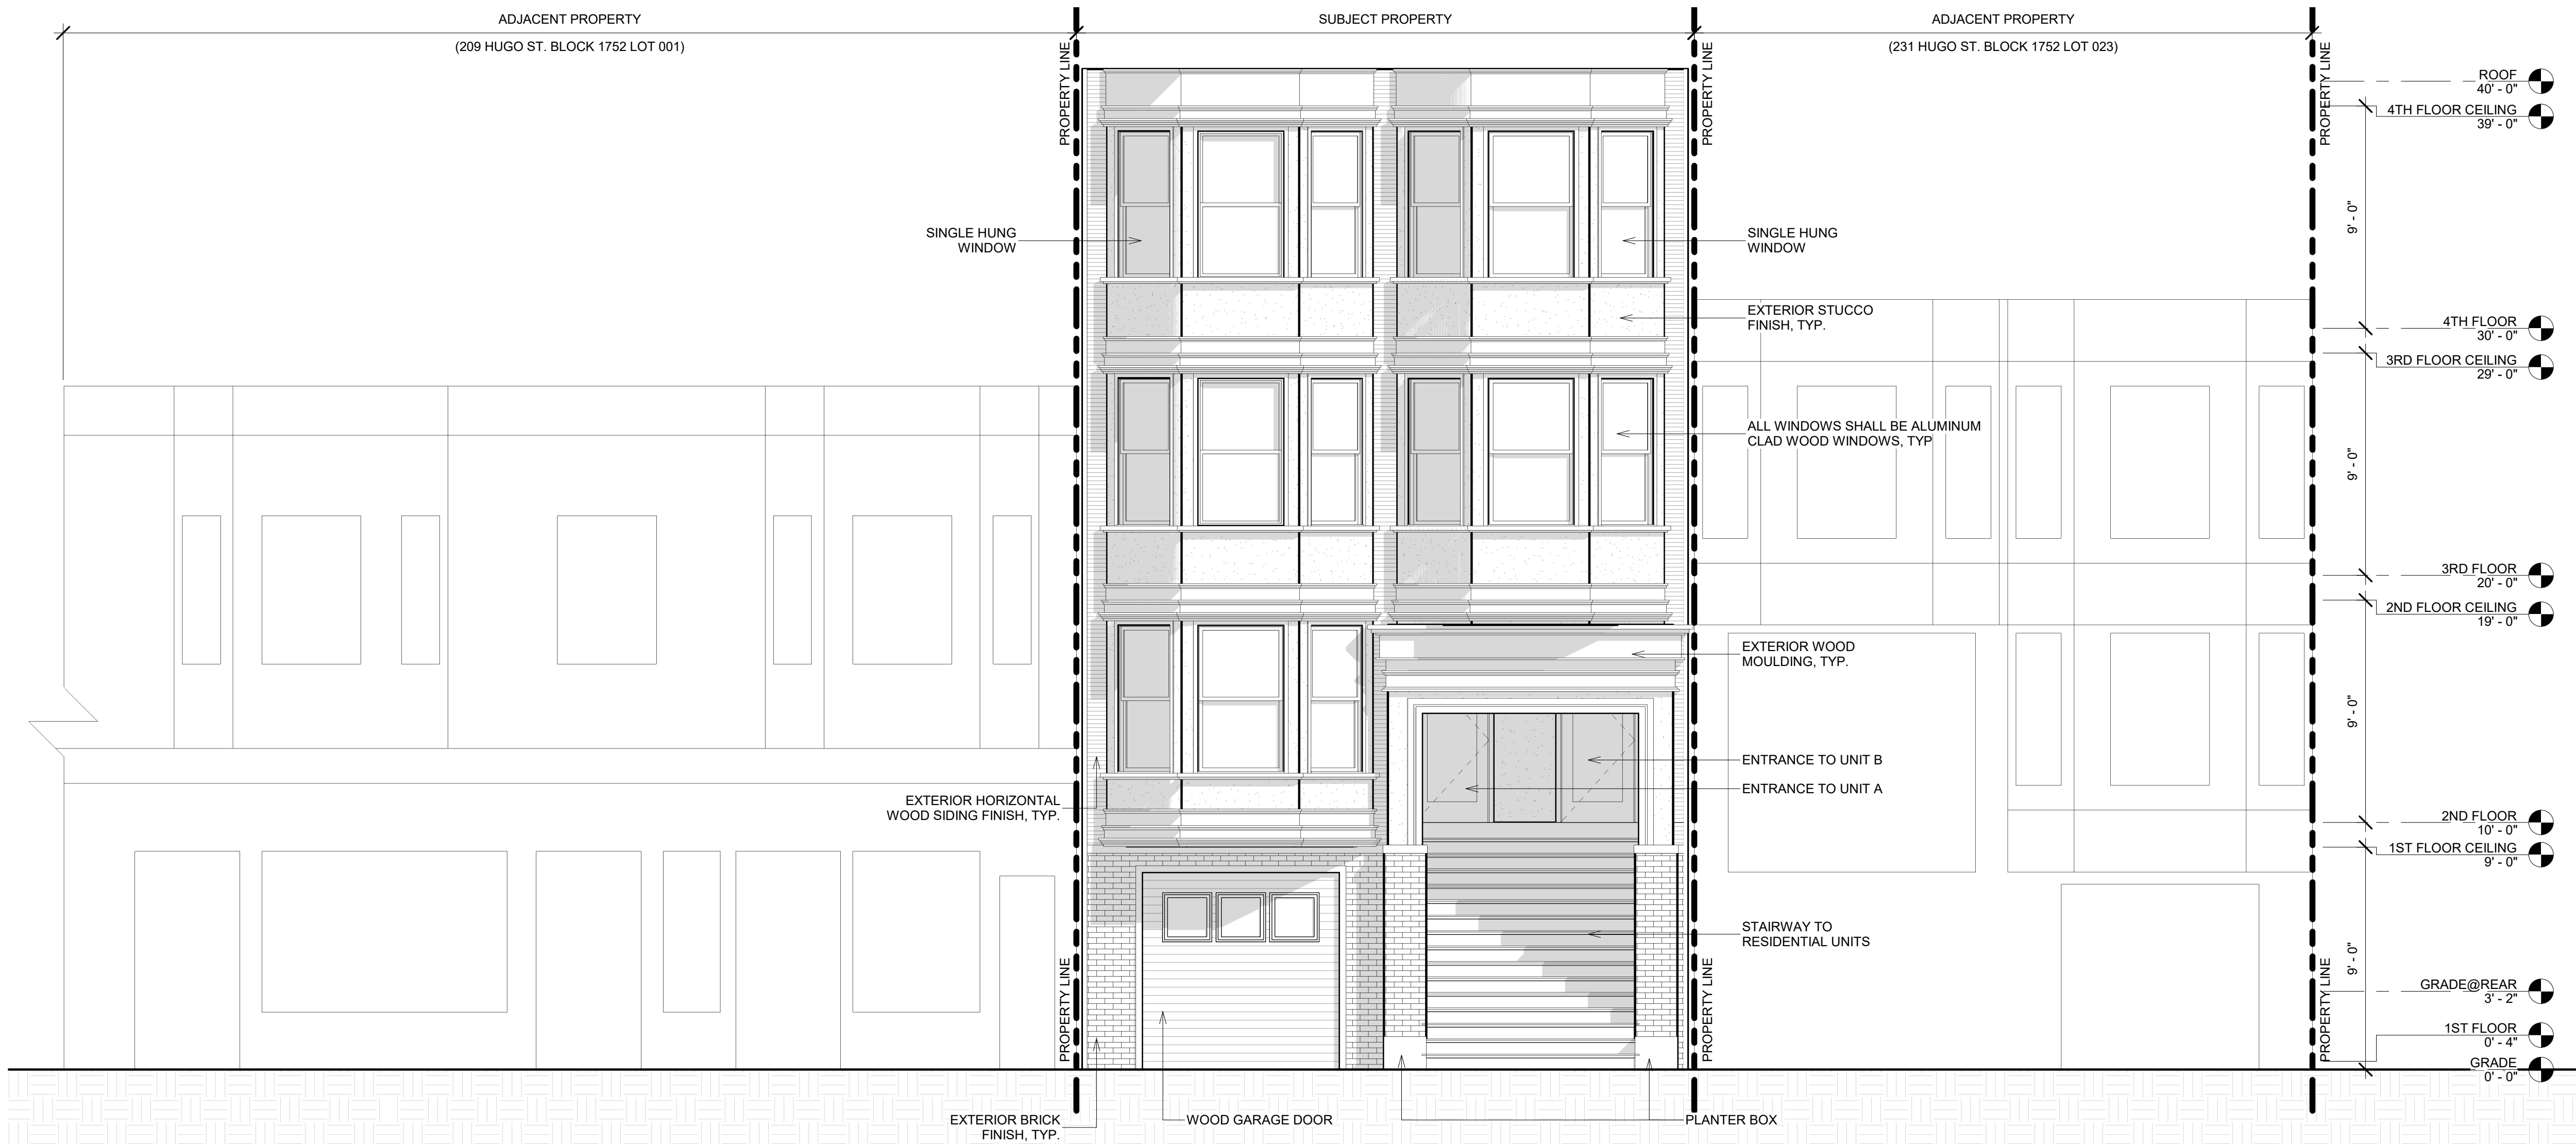 ADJACENT PROPERTY
SUBJECT PROPERTY
ADJACENT PROPERTY
(209 HUGO ST. BLOCK 1752 LOT 001)
(231 HUGO ST. BLOCK 1752 LOT 023)
PROPERTY LINE
PROPERTY LINE
PROPERTY LINE
ROOF
40' - 0"
4TH FLOOR CEILING
39' - 0"
9' - 0"
SINGLE HUNG
WINDOW
SINGLE HUNG
WINDOW
EXTERIOR STUCCO
FINISH, TYP.
4TH FLOOR
30' - 0"
3RD FLOOR CEILING
29' - 0"
ALL WINDOWS SHALL BE ALUMINUM
CLAD WOOD WINDOWS, TYP
9' - 0"
3RD FLOOR
20' - 0"
2ND FLOOR CEILING
19' - 0"
EXTERIOR WOOD
MOULDING, TYP.
9' - 0"
ENTRANCE TO UNIT B
ENTRANCE TO UNIT A
EXTERIOR HORIZONTAL
WOOD SIDING FINISH, TYP.
2ND FLOOR
10' - 0"
1ST FLOOR CEILING
9' - 0"
STAIRWAY TO
RESIDENTIAL UNITS
9' - 0"
PROPERTY LINE
PROPERTY LINE
PROPERTY LINE
GRADE@REAR
3' - 2"
1ST FLOOR
0' - 4"
GRADE
0' - 0"
EXTERIOR BRICK
FINISH, TYP.
WOOD GARAGE DOOR
PLANTER BOX